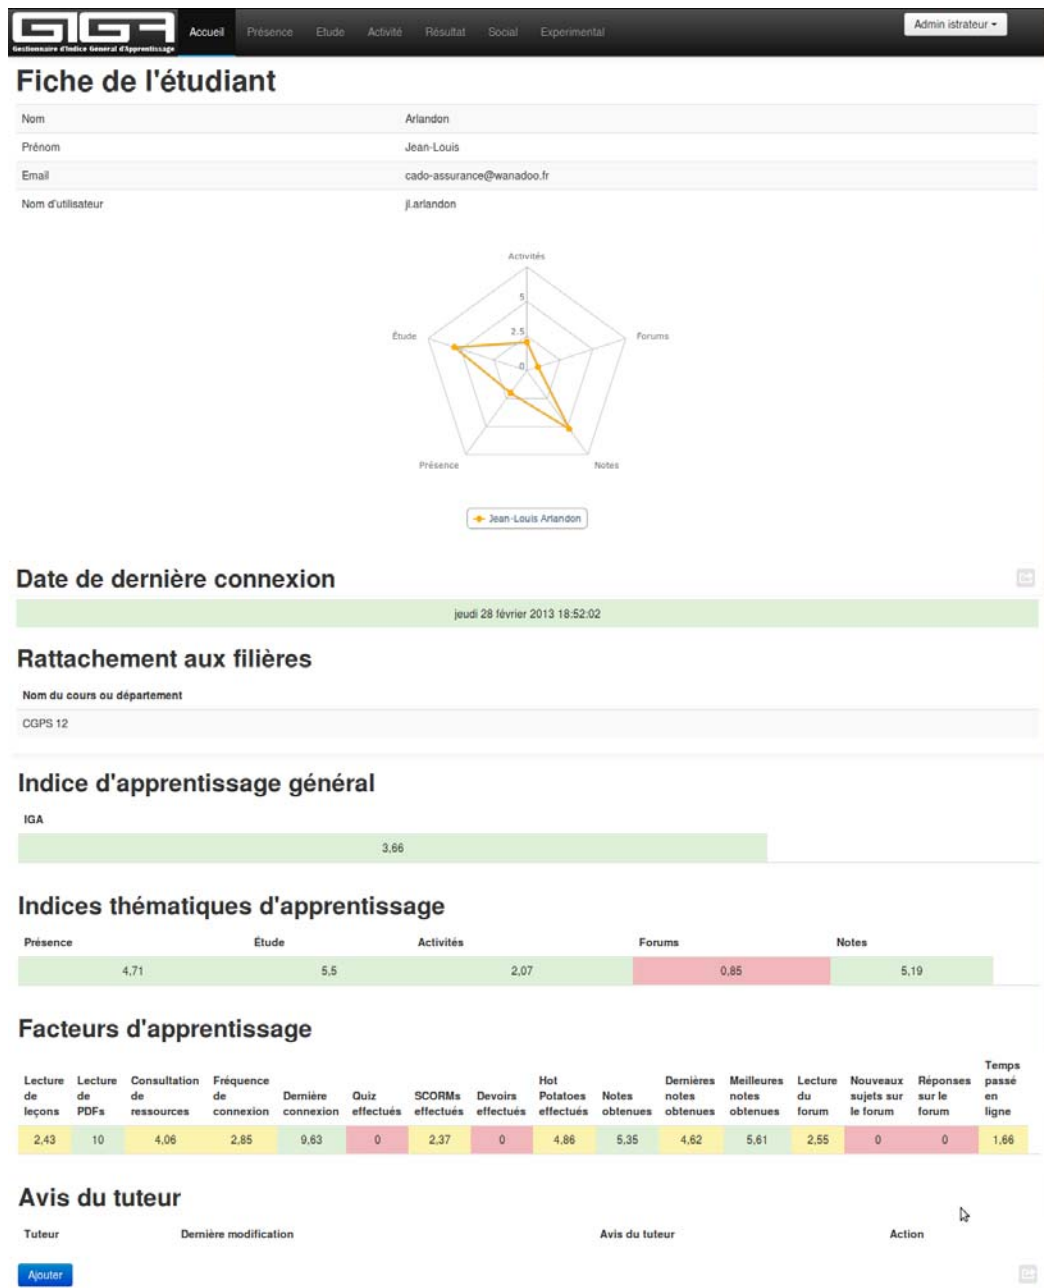 GIGA
Gestionnaire d'Indice Général d'Apprentissage
Accueil Présence Etude Activité Résultat Social Experimental
Admin istrateur
Fiche de l'étudiant
Nom Arlandon
Prénom Jean-Louis
Email cado-assurance@wanadoo.fr
Nom d'utilisateur jl.arlandon
Activités
5
Étude 2.5 Forums
0
Présence Notes
Jean-Louis Arlandon
Date de dernière connexion
jeudi 28 février 2013 18:52:02
Rattachement aux filières
Nom du cours ou département
CGPS 12
Indice d'apprentissage général
IGA
3,66
Indices thématiques d'apprentissage
Présence Étude Activités Forums Notes
4,71 5,5 2,07 0,85 5,19
Facteurs d'apprentissage
Lecture de leçons Lecture de PDFs Consultation de ressources Fréquence de connexion Dernière connexion Quiz effectués SCORMs effectués Devoirs effectués Hot Potatoes effectués Notes obtenues Dernières notes obtenues Meilleures notes obtenues Lecture du forum Nouveaux sujets sur le forum Réponses sur le forum Temps passé en ligne
2,43 10 4,06 2,85 9,63 0 2,37 0 4,86 5,35 4,62 5,61 2,55 0 0 1,66
Avis du tuteur
Tuteur Dernière modification Avis du tuteur Action
Ajouter